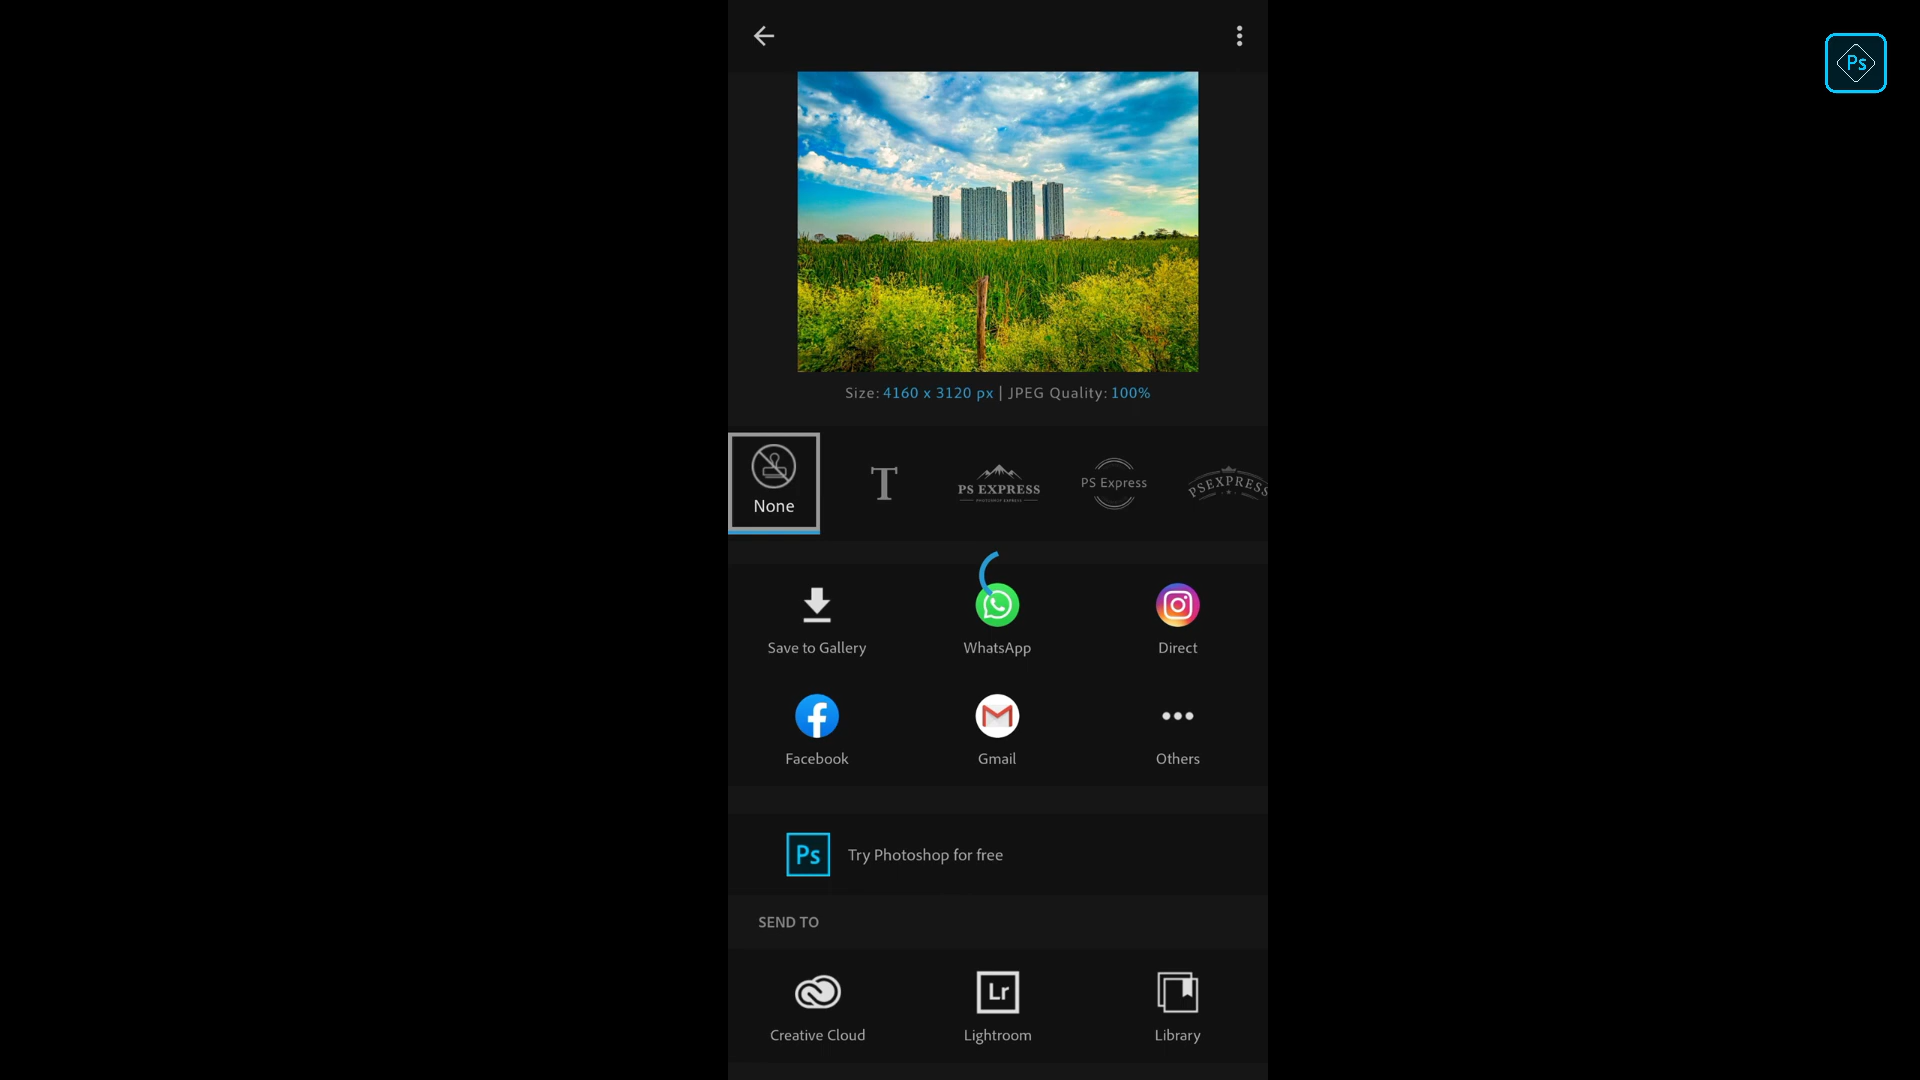 Ps
Size: 4160 x 3120 px | JPEG Quality: 100%
None
T
PS EXPRESS
PS Express
PSEXPRESS
Save to Gallery
WhatsApp
Direct
Facebook
Gmail
Others
Ps
Try Photoshop for free
SEND TO
Lr
Creative Cloud
Lightroom
Library